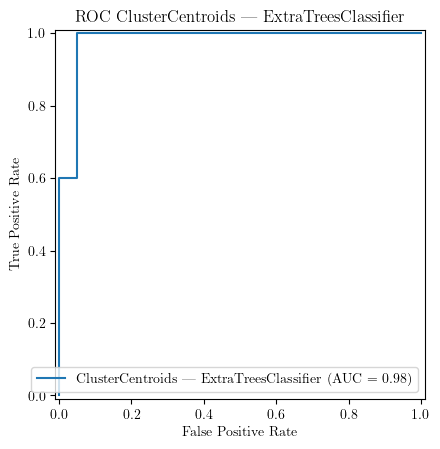 ROC ClusterCentroids — ExtraTreesClassifier
1.0
0.8
0.6
0.4
0.2
0.0
True Positive Rate
ClusterCentroids — ExtraTreesClassifier (AUC = 0.98)
0.0 0.2 0.4 0.6 0.8 1.0
False Positive Rate